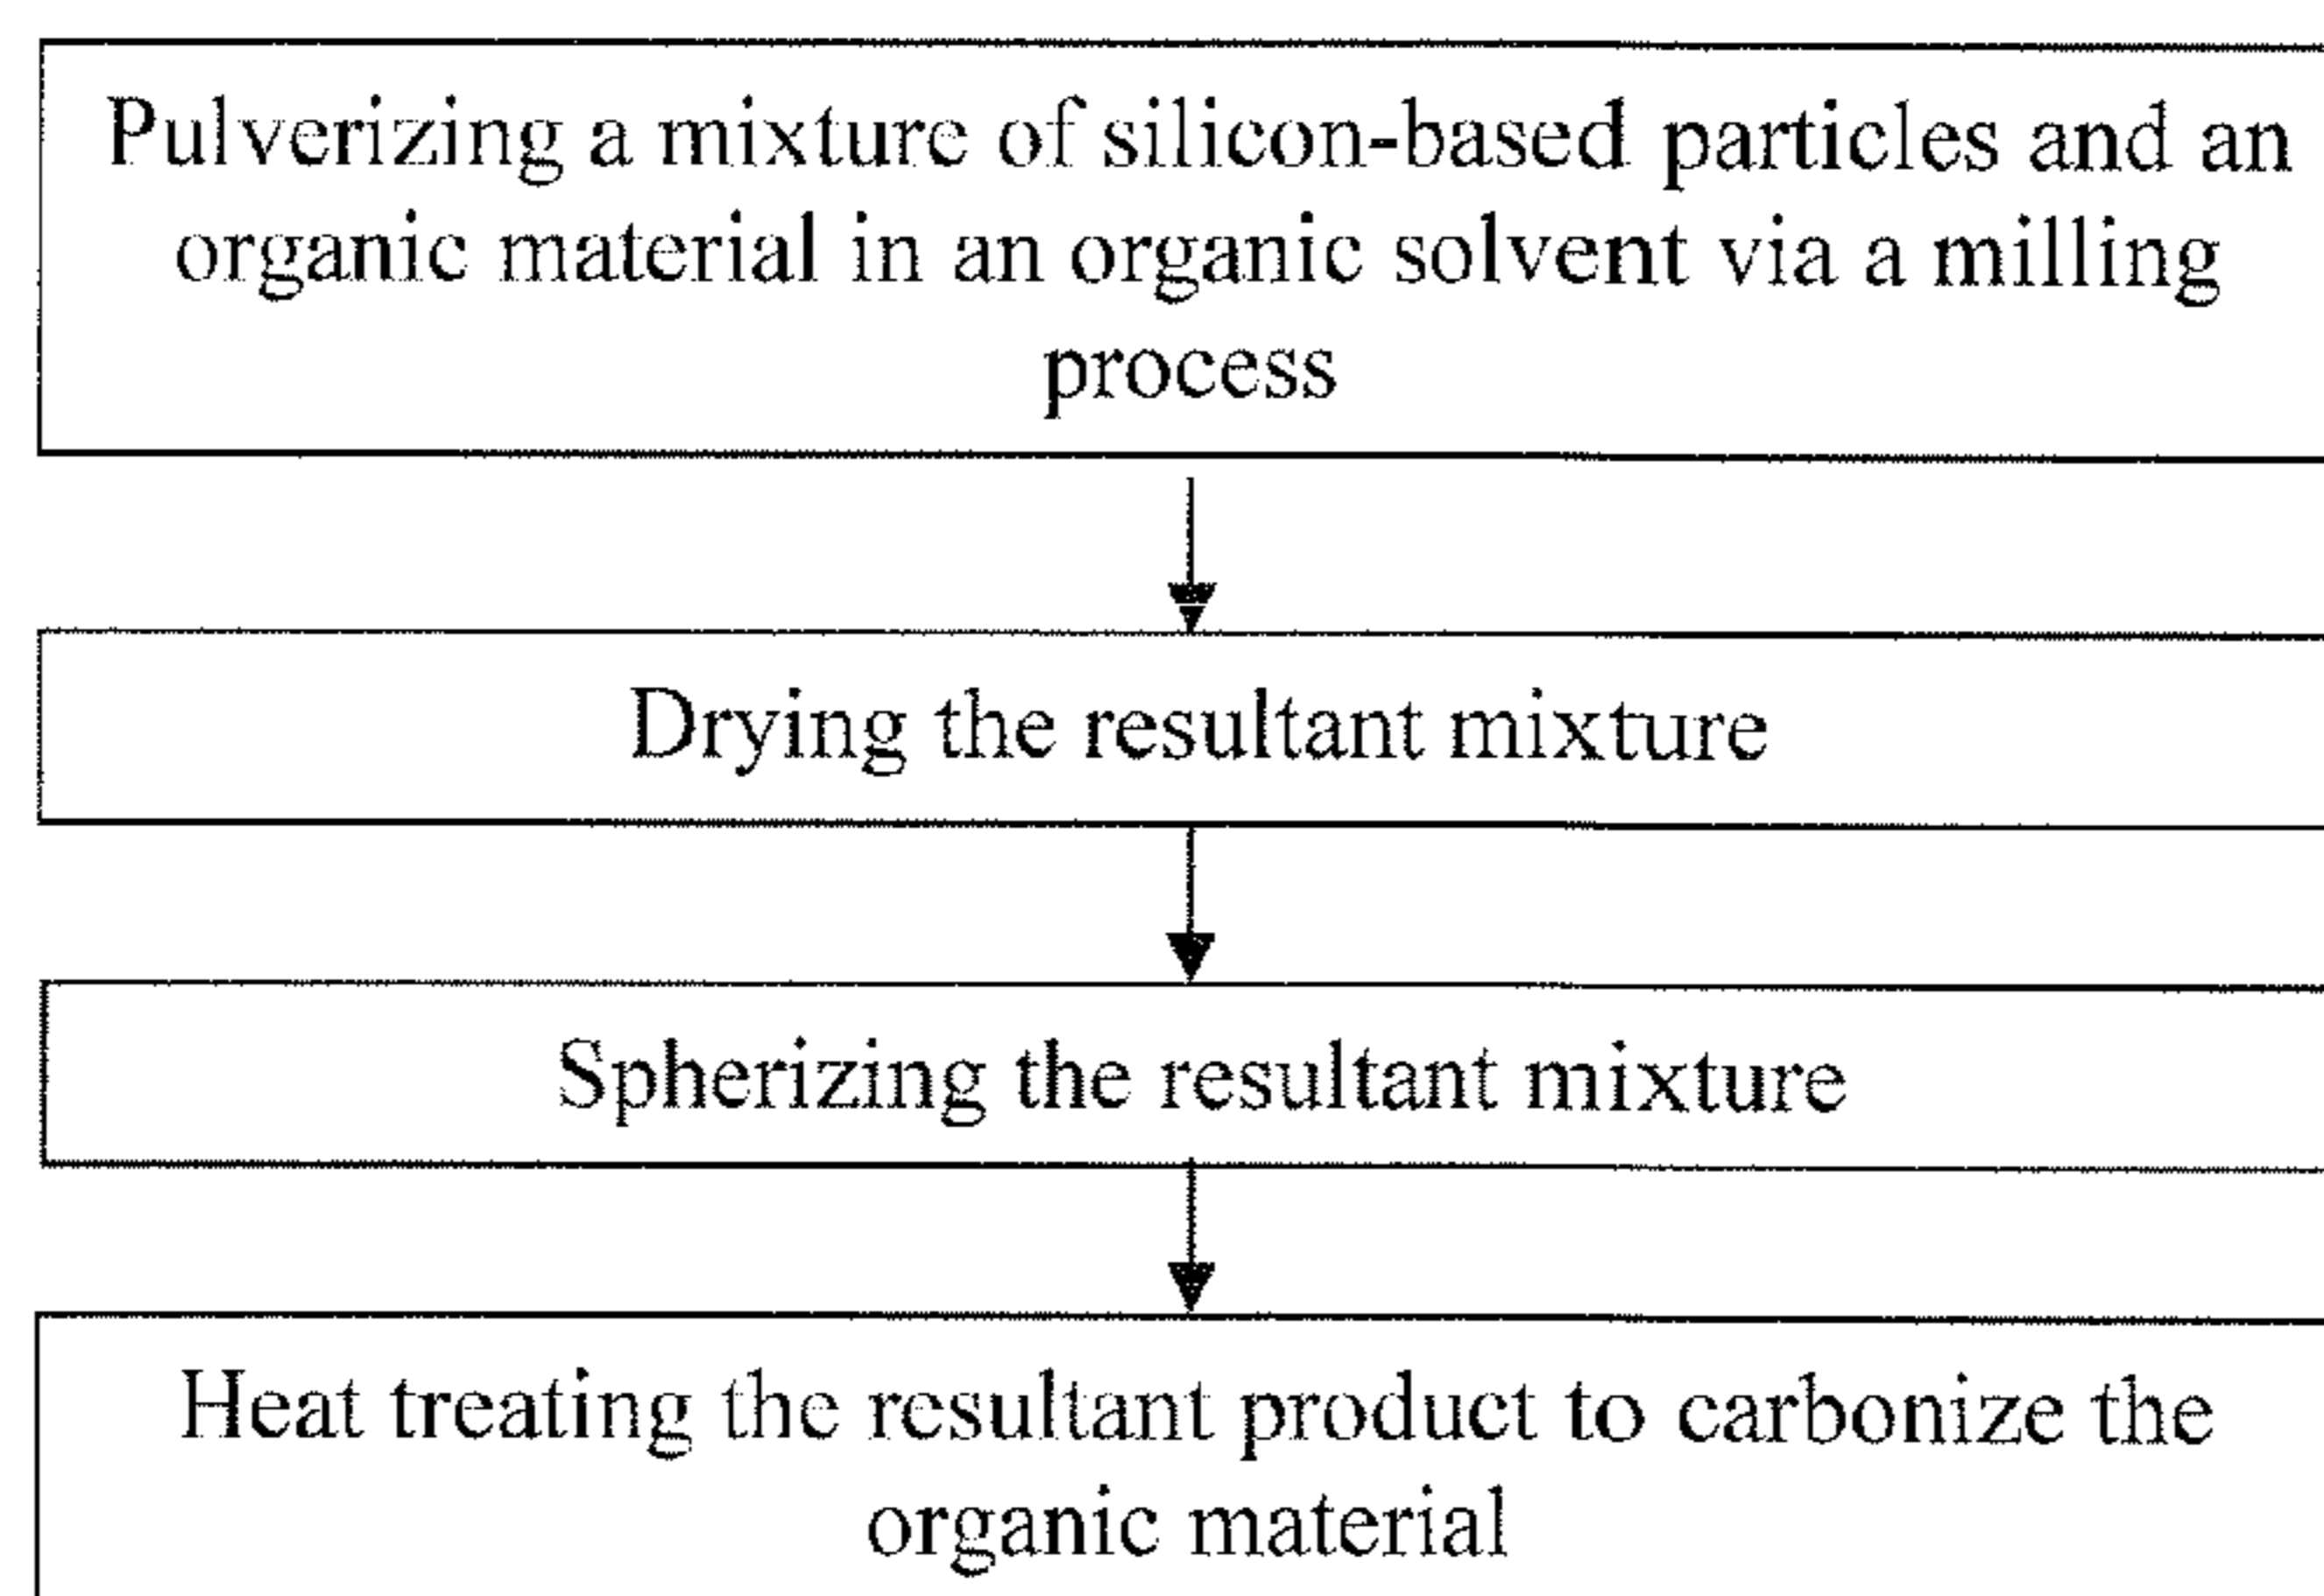 Pulverizing a mixture of silicon-based particles and an
organic material in an organic solvent via a milling
process
Drying the resultant mixture
Spherizing the resultant mixture
Heat treating the resultant product to carbonize the
organic material